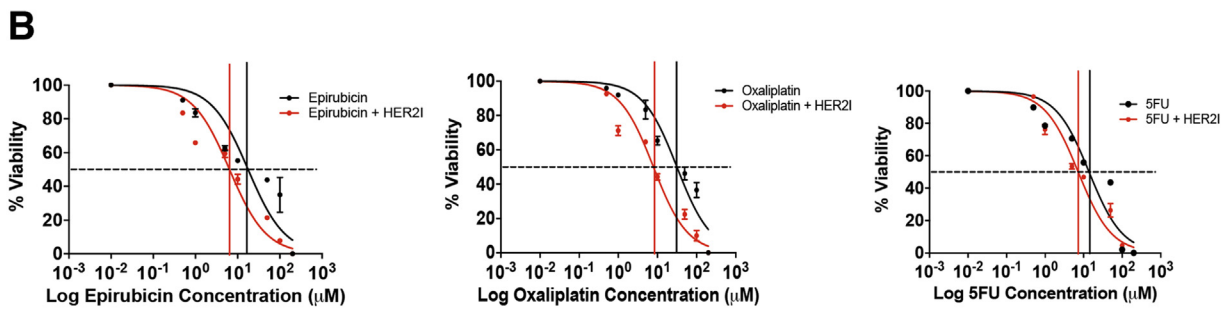 B
Epirubicin
Epirubicin + HER2I
% Viability
100
80
60
40
20
0
10-3 10-2 10-1 100 101 102 103
Log Epirubicin Concentration (μM)
Oxaliplatin
Oxaliplatin + HER2I
% Viability
100
80
60
40
20
0
10-3 10-2 10-1 100 101 102 103
Log Oxaliplatin Concentration (μM)
5FU
5FU + HER2I
% Viability
100
80
60
40
20
0
10-3 10-2 10-1 100 101 102 103
Log 5FU Concentration (μM)